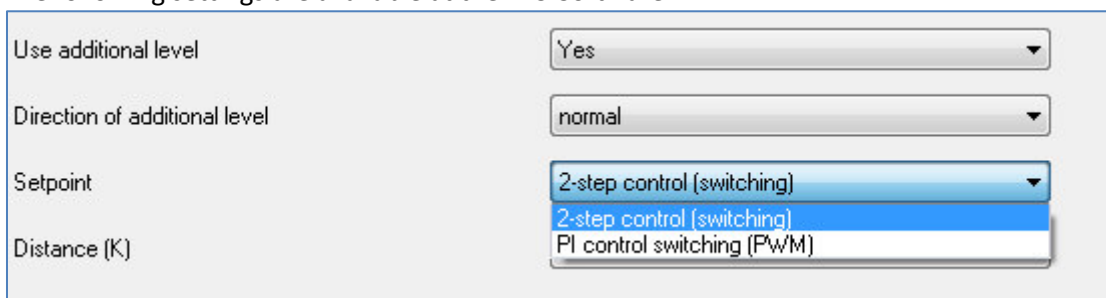 Use additional level Yes
Direction of additional level normal
Setpoint 2-step control (switching)
2-step control (switching)
PI control switching (PWM)
Distance (K)